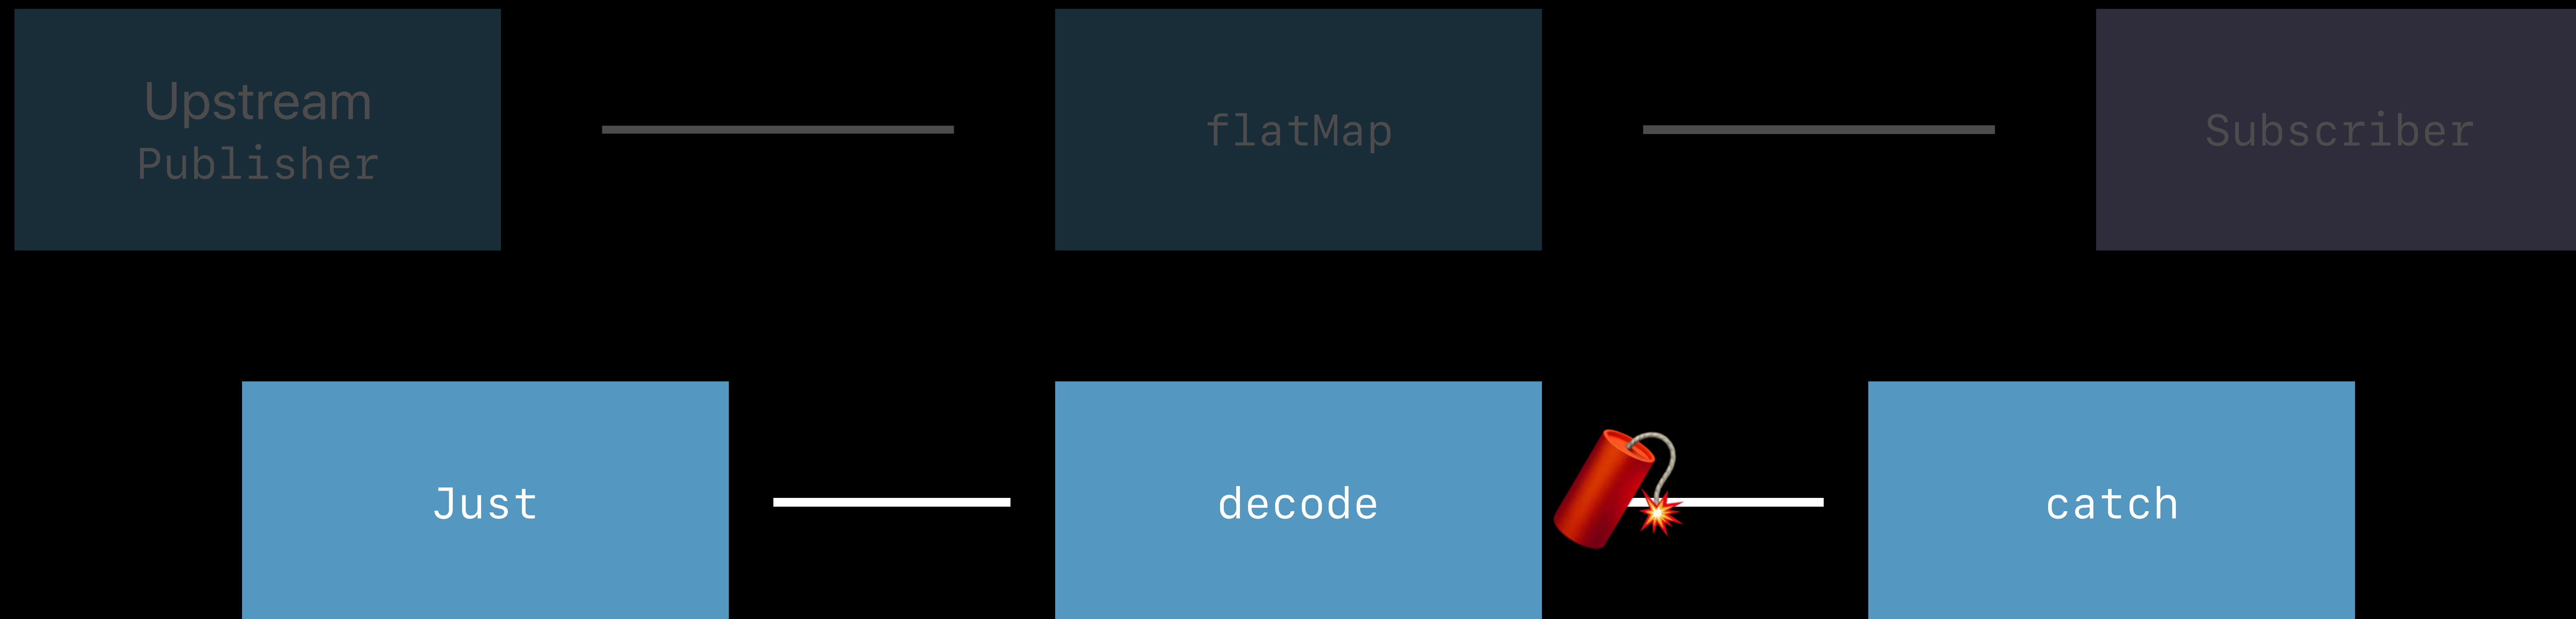 Upstream
Publisher
flatMap
Subscriber
Just
decode
catch